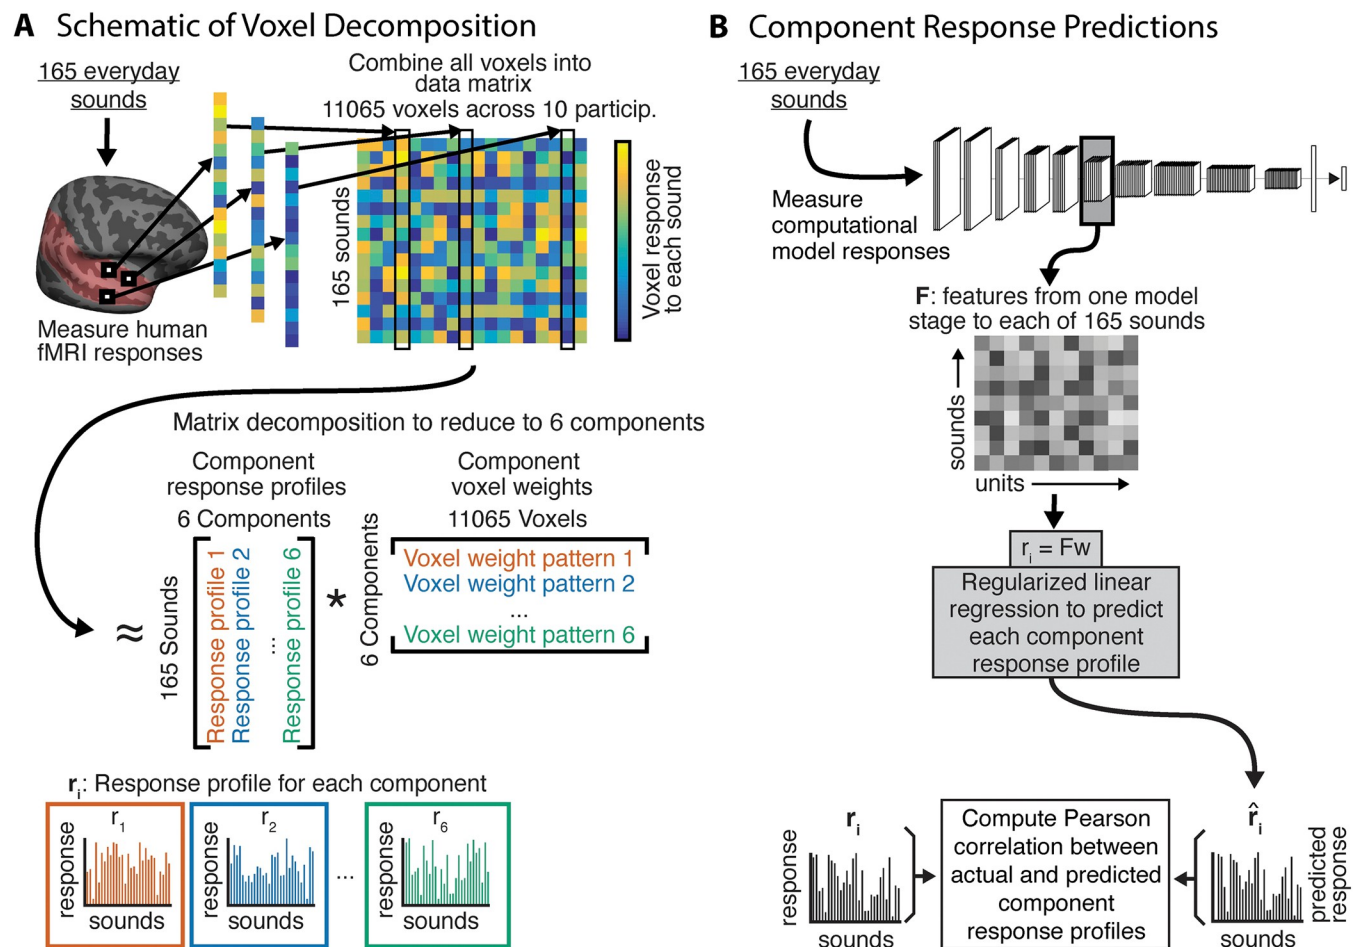 A Schematic of Voxel Decomposition
165 everyday
sounds
Combine all voxels into
data matrix
11065 voxels across 10 particip.
165 sounds
Voxel response
to each sound
Measure human
fMRI responses
Matrix decomposition to reduce to 6 components
Component
response profiles
6 Components
Component
voxel weights
11065 Voxels
≈
165 Sounds
Response profile 1
Response profile 2
...
Response profile 6
*
6 Components
Voxel weight pattern 1
Voxel weight pattern 2
...
Voxel weight pattern 6
rᵢ: Response profile for each component
r₁
response
sounds
r₂
response
sounds
...
r₆
response
sounds
B Component Response Predictions
165 everyday
sounds
Measure
computational
model responses
F: features from one model
stage to each of 165 sounds
sounds
units
rᵢ = Fw
Regularized linear
regression to predict
each component
response profile
rᵢ
response
sounds
Compute Pearson
correlation between
actual and predicted
component
response profiles
r̂ᵢ
predicted
response
sounds